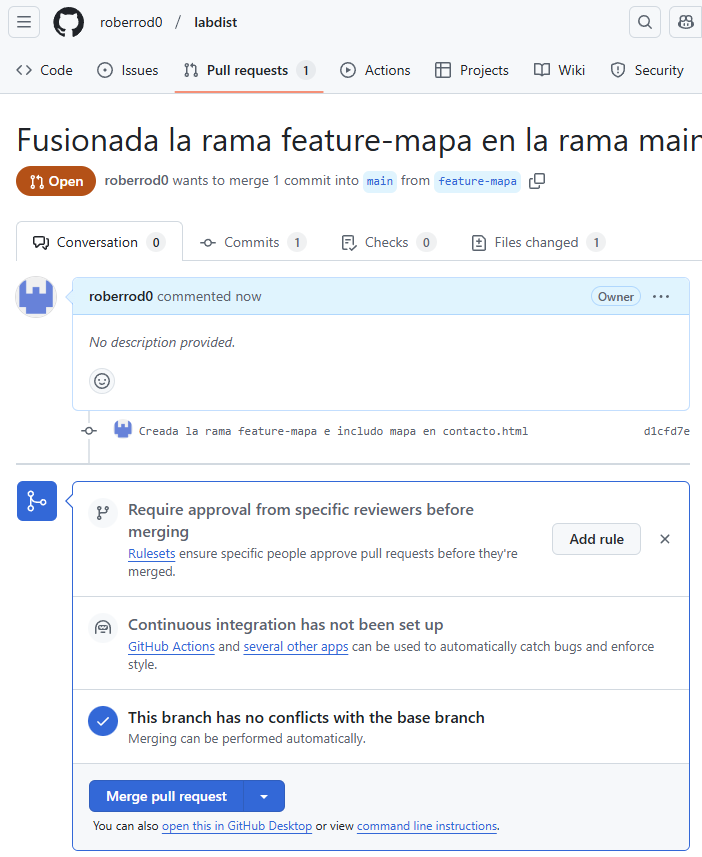 roberrod0 / labdist
Code Issues Pull requests 1 Actions Projects Wiki Security
Fusionada la rama feature-mapa en la rama main
Open roberrod0 wants to merge 1 commit into main from feature-mapa
Conversation 0 Commits 1 Checks 0 Files changed 1
roberrod0 commented now Owner
No description provided.
Creada la rama feature-mapa e includo mapa en contacto.html d1cfd7e
Require approval from specific reviewers before
merging
Rulesets ensure specific people approve pull requests before they're
merged.
Add rule
Continuous integration has not been set up
GitHub Actions and several other apps can be used to automatically catch bugs and enforce
style.
This branch has no conflicts with the base branch
Merging can be performed automatically.
Merge pull request
You can also open this in GitHub Desktop or view command line instructions.